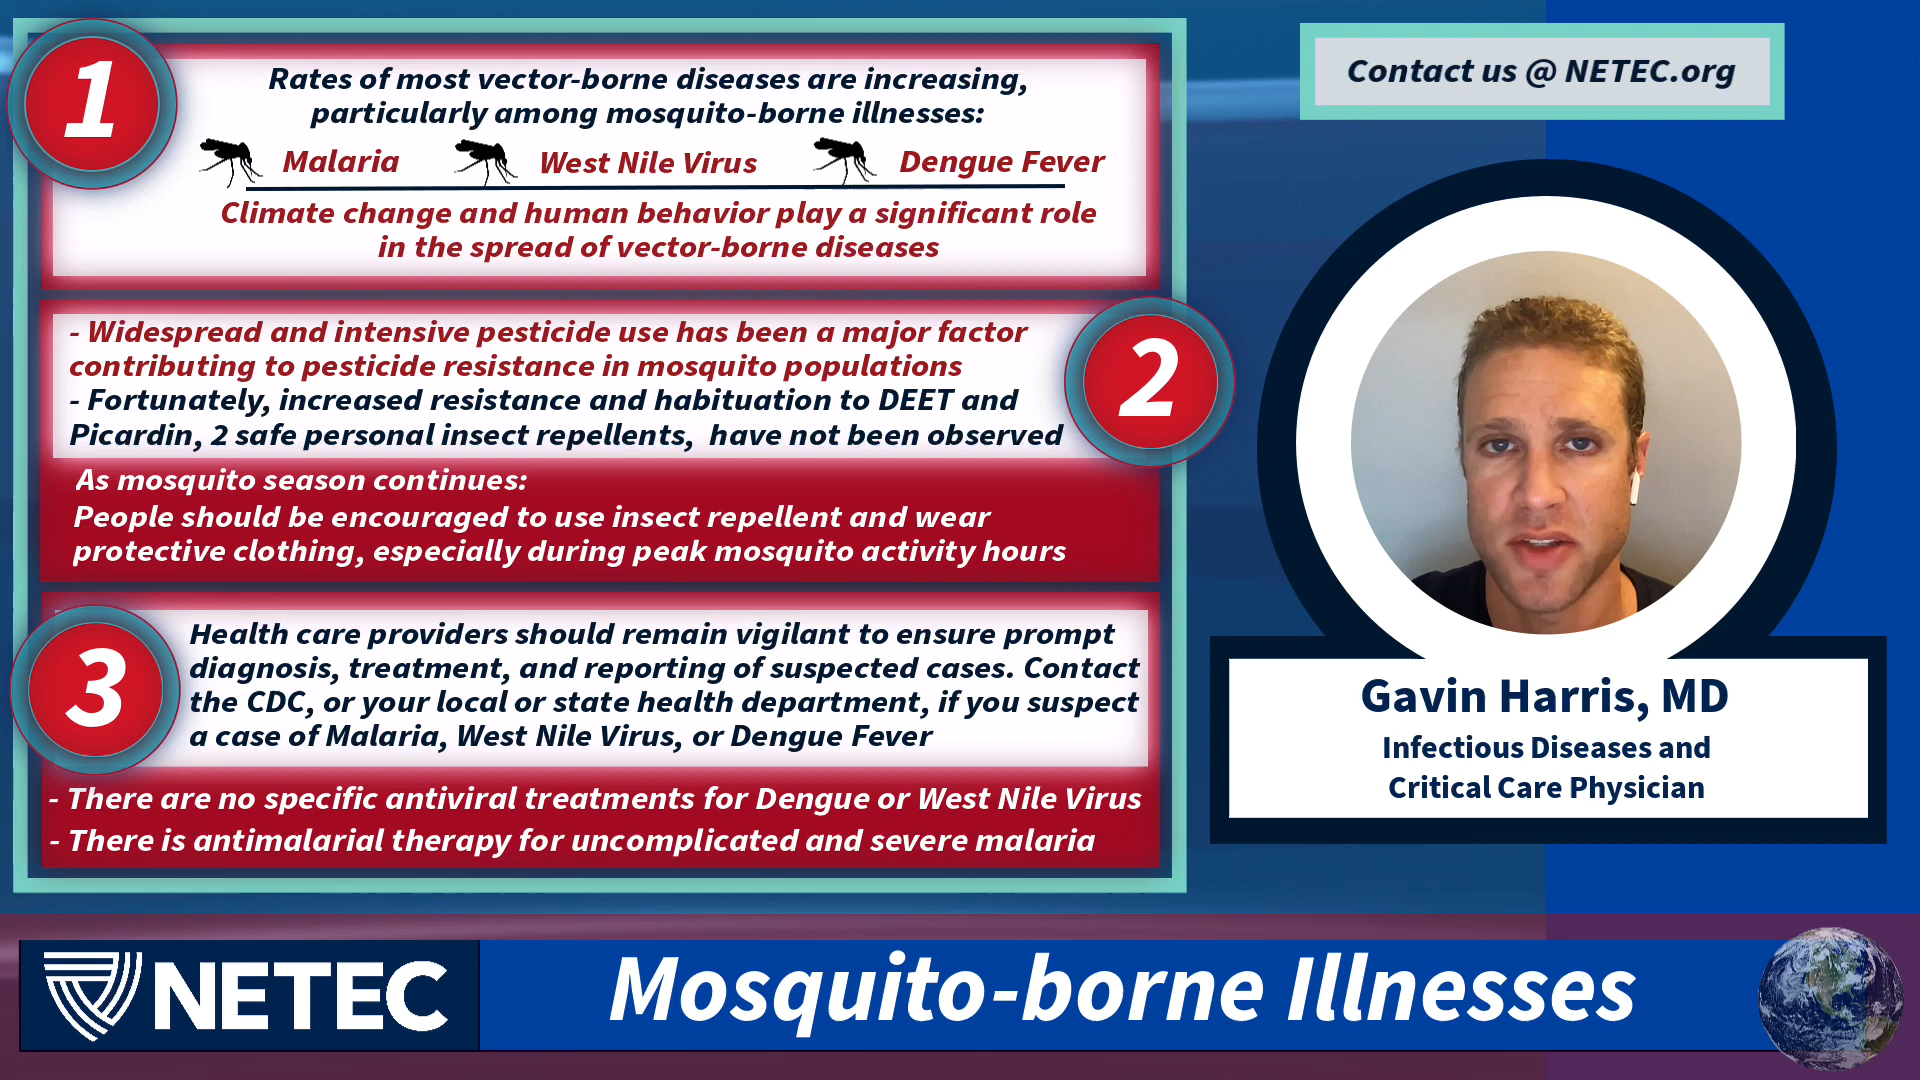 1
Rates of most vector-borne diseases are increasing,
particularly among mosquito-borne illnesses:
Malaria West Nile Virus Dengue Fever
Climate change and human behavior play a significant role
in the spread of vector-borne diseases
2
- Widespread and intensive pesticide use has been a major factor
contributing to pesticide resistance in mosquito populations
- Fortunately, increased resistance and habituation to DEET and
Picardin, 2 safe personal insect repellents, have not been observed
As mosquito season continues:
People should be encouraged to use insect repellent and wear
protective clothing, especially during peak mosquito activity hours
3
Health care providers should remain vigilant to ensure prompt
diagnosis, treatment, and reporting of suspected cases. Contact
the CDC, or your local or state health department, if you suspect
a case of Malaria, West Nile Virus, or Dengue Fever
- There are no specific antiviral treatments for Dengue or West Nile Virus
- There is antimalarial therapy for uncomplicated and severe malaria
Contact us @ NETEC.org
Gavin Harris, MD
Infectious Diseases and
Critical Care Physician
NETEC
Mosquito-borne Illnesses